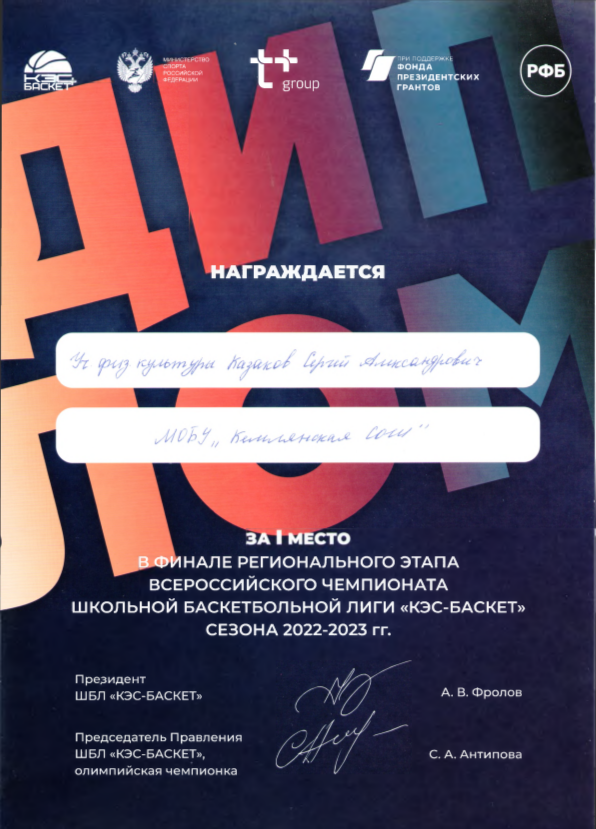 КЭС
БАСКЕТ
МИНИСТЕРСТВО
СПОРТА
РОССИЙСКОЙ
ФЕДЕРАЦИИ
t+
group
ПРИ ПОДДЕРЖКЕ
ФОНДА
ПРЕЗИДЕНТСКИХ
ГРАНТОВ
РФБ
ДИП
ЛОМ
НАГРАЖДАЕТСЯ
Уч физ культуры Казаков Сергей Александрович
МОБУ „ Сош "
ЗА I МЕСТО
В ФИНАЛЕ РЕГИОНАЛЬНОГО ЭТАПА
ВСЕРОССИЙСКОГО ЧЕМПИОНАТА
ШКОЛЬНОЙ БАСКЕТБОЛЬНОЙ ЛИГИ «КЭС-БАСКЕТ»
СЕЗОНА 2022-2023 гг.
Президент
ШБЛ «КЭС-БАСКЕТ»
А. В. Фролов
Председатель Правления
ШБЛ «КЭС-БАСКЕТ»,
олимпийская чемпионка
С. А. Антипова